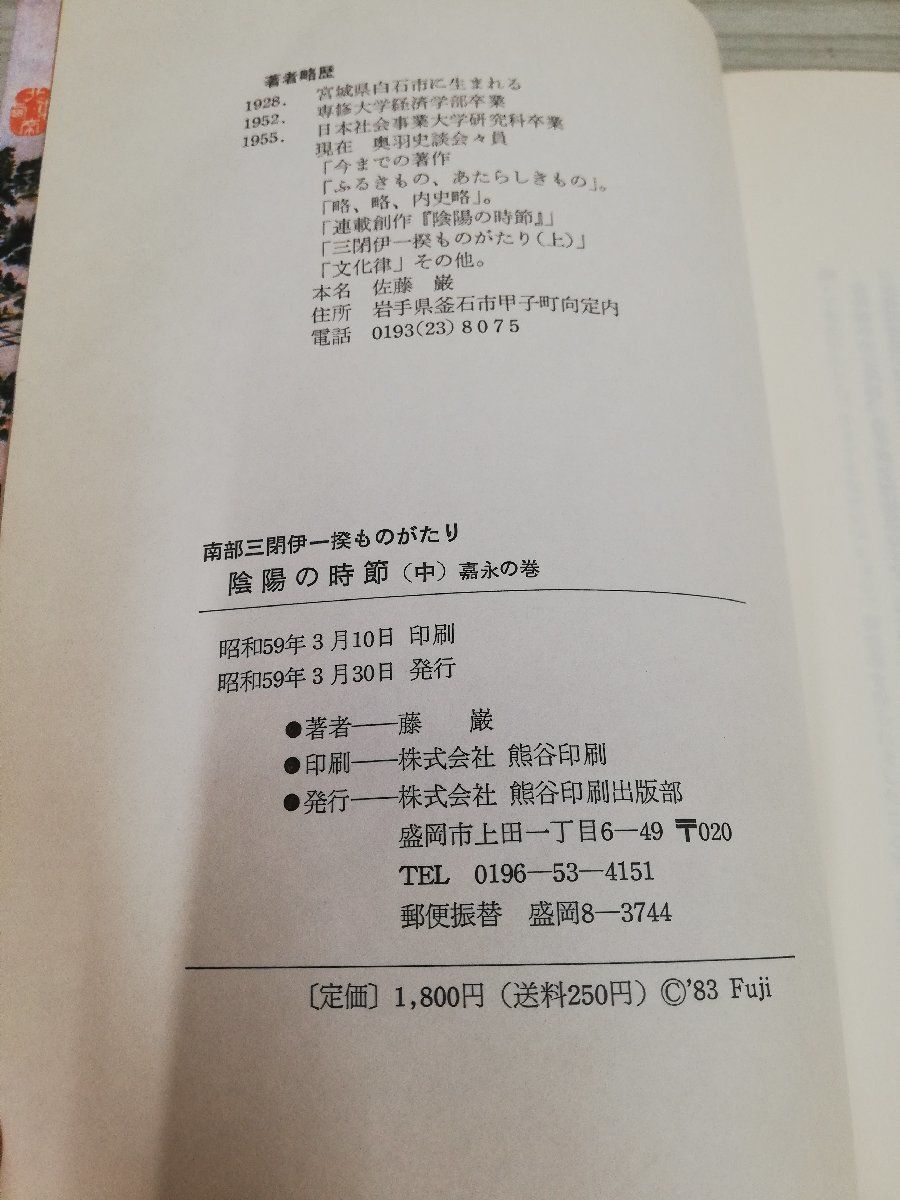 著者略歴
1928. 宮城県白石市に生まれる
1952. 専修大学経済学部卒業
1955. 日本社会事業大学研究科卒業
現在 奥羽史談会々員
「今までの著作
「ふるきもの、あたらしきもの」。
「略、略、内史略」。
「連載創作『陰陽の時節』」
「三閉伊一揆ものがたり(上)」
「文化律」その他。
本名 佐藤 巌
住所 岩手県釜石市甲子町向定内
電話 0193(23)8075
南部三閉伊一揆ものがたり
陰陽の時節(中)嘉永の巻
昭和59年3月10日 印刷
昭和59年3月30日 発行
●著者──藤 巌
●印刷──株式会社 熊谷印刷
●発行──株式会社 熊谷印刷出版部
盛岡市上田一丁目6―49 〒020
TEL 0196―53―4151
郵便振替 盛岡8―3744
〔定価〕1,800円(送料250円)©'83 Fuji